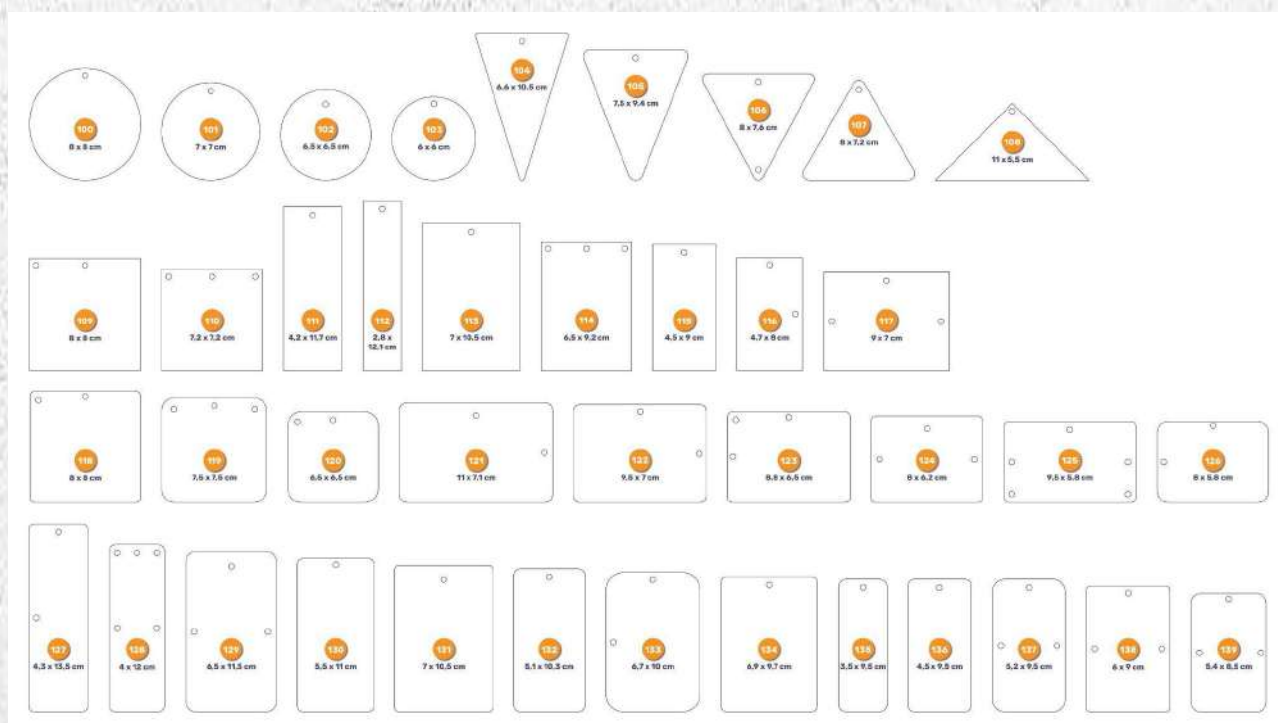 100
8 x 8 cm
101
7 x 7 cm
102
6,5 x 6,5 cm
103
6 x 6 cm
104
6,6 x 10,5 cm
105
7,5 x 9,4 cm
106
8 x 7,6 cm
107
8 x 7,2 cm
108
11 x 5,5 cm
109
8 x 8 cm
110
7,2 x 7,2 cm
111
4,2 x 11,7 cm
112
2,8 x
12,1 cm
113
7 x 10,5 cm
114
6,5 x 9,2 cm
115
4,5 x 9 cm
116
4,7 x 8 cm
117
9 x 7 cm
118
8 x 8 cm
119
7,5 x 7,5 cm
120
6,5 x 6,5 cm
121
11 x 7,1 cm
122
9,5 x 7 cm
123
8,8 x 6,5 cm
124
8 x 6,2 cm
125
9,5 x 5,8 cm
126
8 x 5,8 cm
127
4,3 x 13,5 cm
128
4 x 12 cm
129
6,5 x 11,5 cm
130
5,5 x 11 cm
131
7 x 10,5 cm
132
5,1 x 10,3 cm
133
6,7 x 10 cm
134
6,9 x 9,7 cm
135
3,5 x 9,5 cm
136
4,5 x 9,5 cm
137
5,2 x 9,5 cm
138
6 x 9 cm
139
5,4 x 8,5 cm